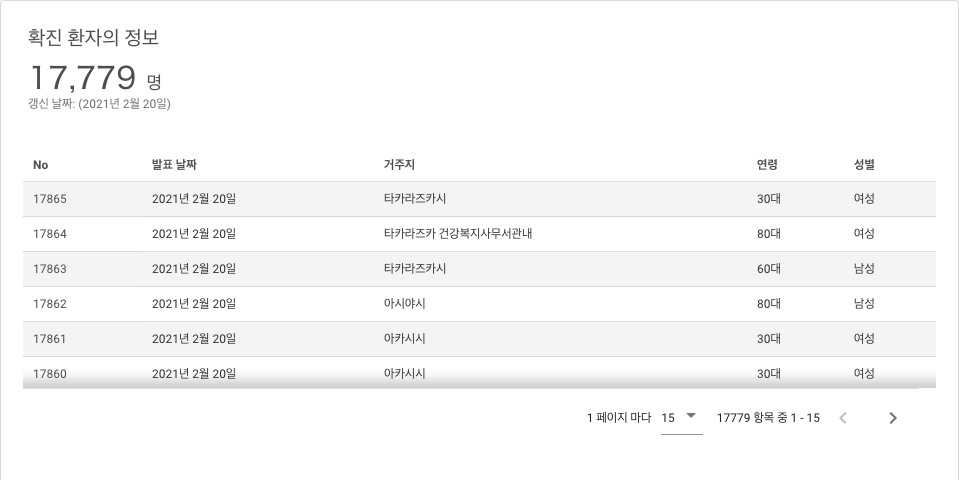 확진 환자의 정보
17,779 명
갱신 날짜: (2021년 2월 20일)
No 발표 날짜 거주지 연령 성별
17865 2021년 2월 20일 타카라즈카시 30대 여성
17864 2021년 2월 20일 타카라즈카 건강복지사무서관내 80대 여성
17863 2021년 2월 20일 타카라즈카시 60대 남성
17862 2021년 2월 20일 아시야시 80대 남성
17861 2021년 2월 20일 아카시시 30대 여성
17860 2021년 2월 20일 아카시시 30대 여성
1 페이지 마다 15 17779 항목 중 1 - 15